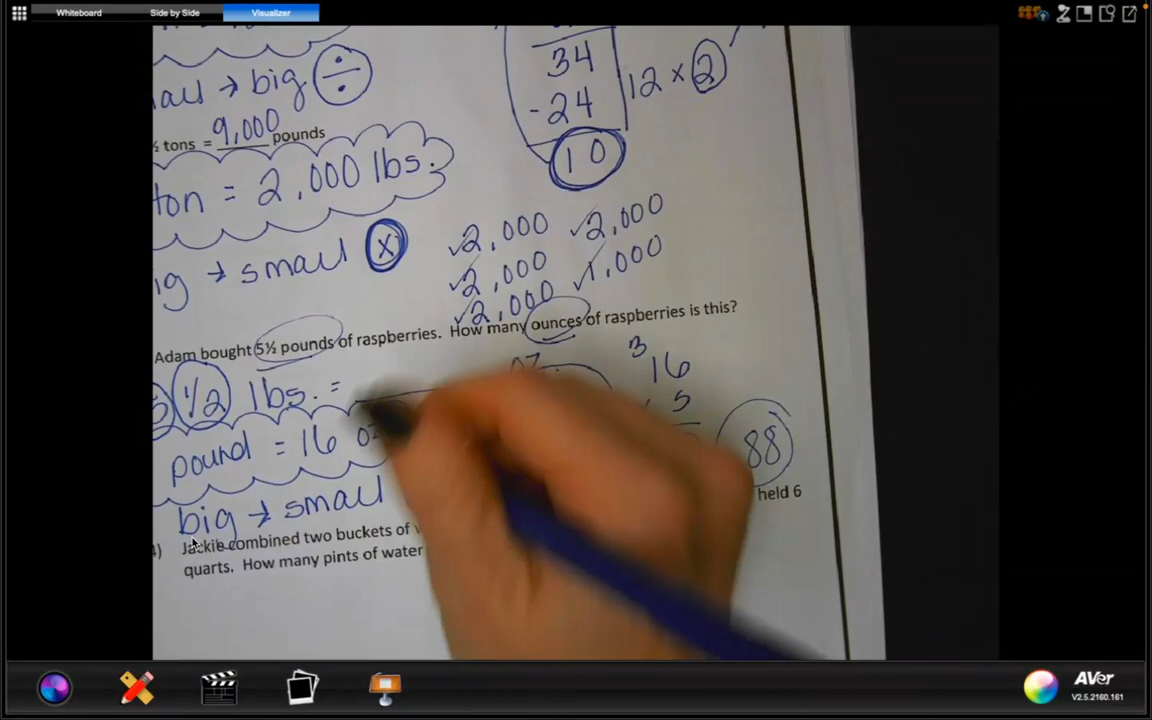 Whiteboard Side by Side Visualizer
34
-24
10
12 x 2
big ÷
½ tons = 9,000 pounds
ton = 2,000 lbs.
small x
2,000 2,000
2,000 1,000
2,000
Adam bought 5½ pounds of raspberries. How many ounces of raspberries is this?
½ lbs. =
3
16
5
88
pound = 16 oz
big → small
held 6
Jackie combined two buckets of
quarts. How many pints of water
AVer
V2.5.2160.161